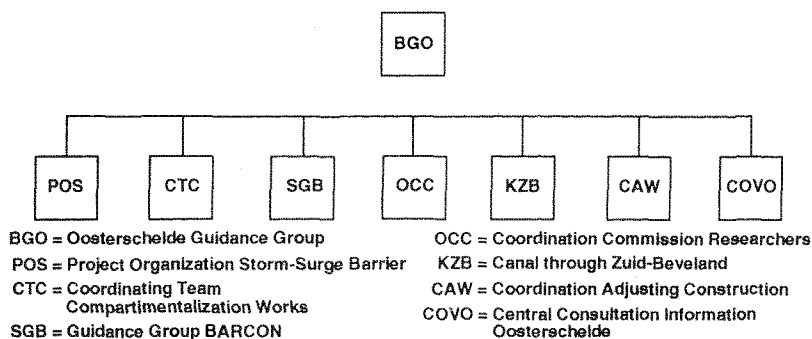 BGO
POS
CTC
SGB
OCC
KZB
CAW
COVO
BGO = Oosterschelde Guidance Group
POS = Project Organization Storm-Surge Barrier
CTC = Coordinating Team
Compartimentalization Works
SGB = Guidance Group BARCON
OCC = Coordination Commission Researchers
KZB = Canal through Zuid-Beveland
CAW = Coordination Adjusting Construction
COVO = Central Consultation Information
Oosterschelde